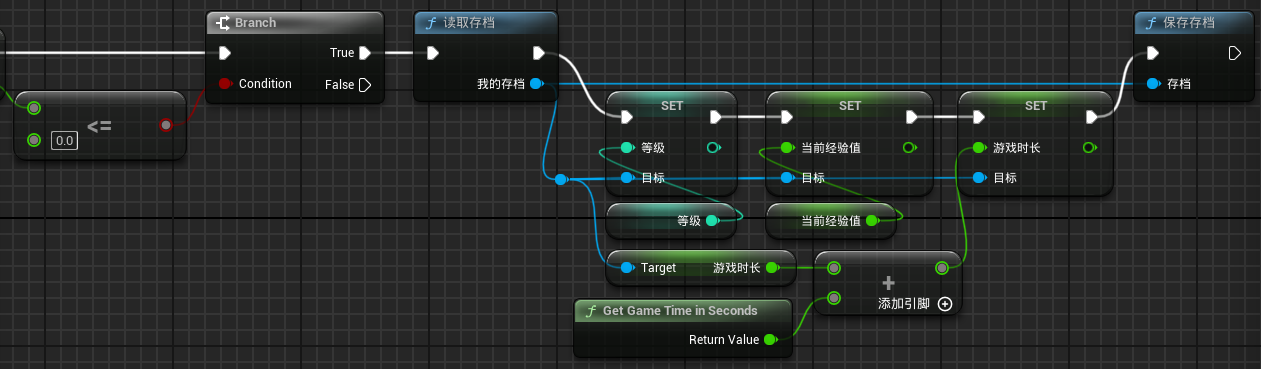 Branch
True
Condition
False
0.0
<=
读取存档
我的存档
SET
等级
目标
SET
当前经验值
目标
SET
游戏时长
目标
保存存档
存档
等级
当前经验值
Target 游戏时长
+
添加引脚
Get Game Time in Seconds
Return Value